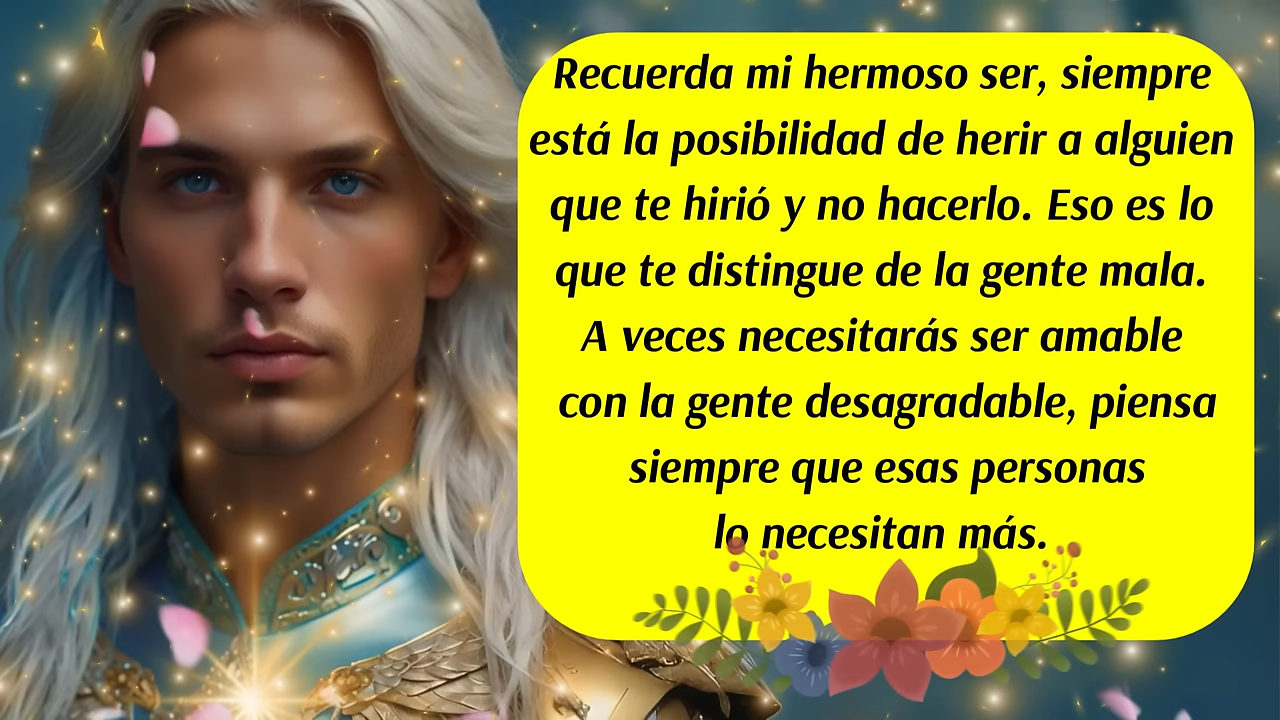 Recuerda mi hermoso ser, siempre
está la posibilidad de herir a alguien
que te hirió y no hacerlo. Eso es lo
que te distingue de la gente mala.
A veces necesitarás ser amable
con la gente desagradable, piensa
siempre que esas personas
lo necesitan más.